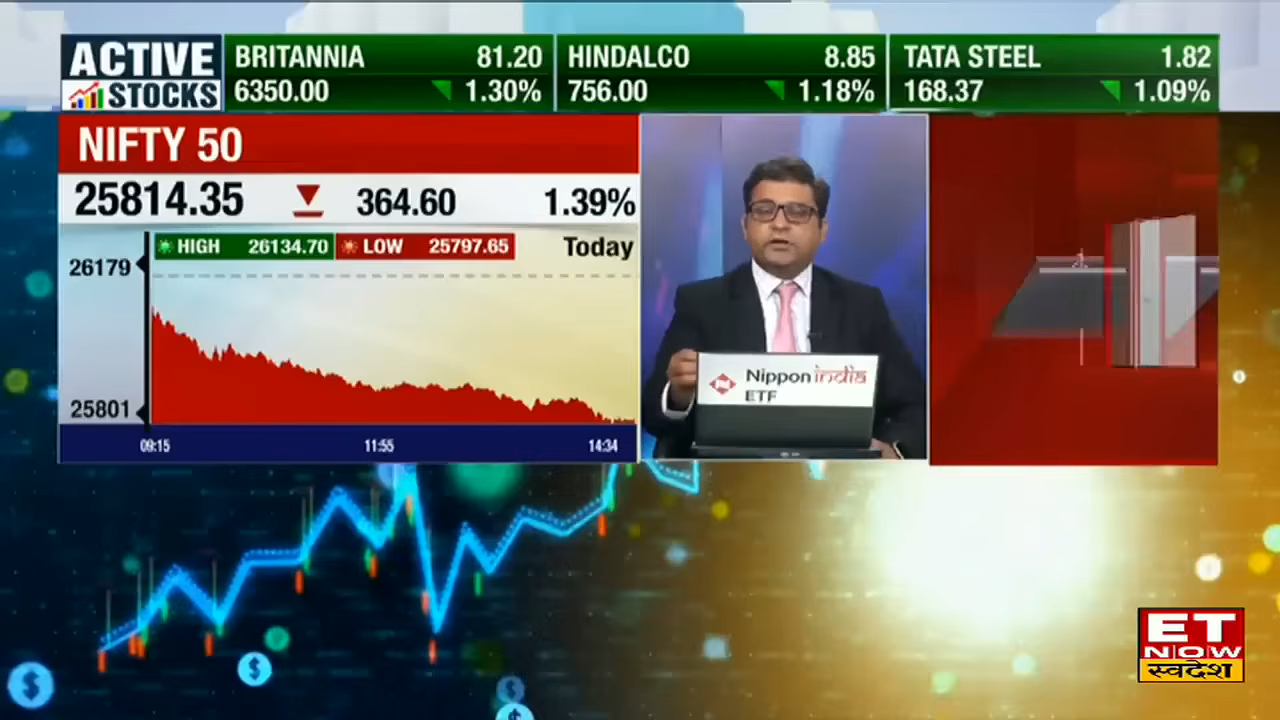 ACTIVE
STOCKS
BRITANNIA 81.20
6350.00 1.30%
HINDALCO 8.85
756.00 1.18%
TATA STEEL 1.82
168.37 1.09%
NIFTY 50
25814.35 364.60 1.39%
HIGH 26134.70 LOW 25797.65 Today
26179
25801
09:15 11:55 14:34
Nippon india
ETF
ET
NOW
स्वदेश